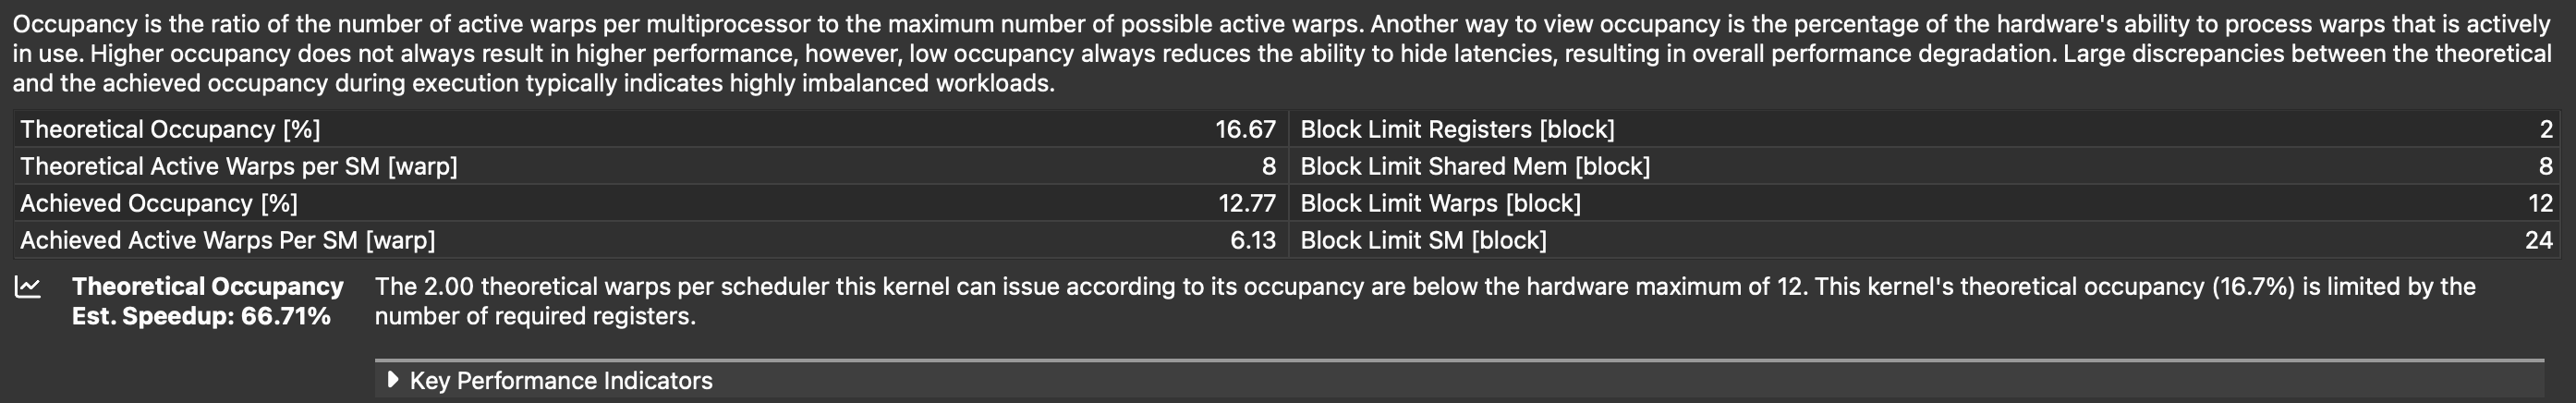 Occupancy is the ratio of the number of active warps per multiprocessor to the maximum number of possible active warps. Another way to view occupancy is the percentage of the hardware's ability to process warps that is actively
in use. Higher occupancy does not always result in higher performance, however, low occupancy always reduces the ability to hide latencies, resulting in overall performance degradation. Large discrepancies between the theoretical
and the achieved occupancy during execution typically indicates highly imbalanced workloads.
Theoretical Occupancy [%] 16.67 Block Limit Registers [block] 2
Theoretical Active Warps per SM [warp] 8 Block Limit Shared Mem [block] 8
Achieved Occupancy [%] 12.77 Block Limit Warps [block] 12
Achieved Active Warps Per SM [warp] 6.13 Block Limit SM [block] 24
Theoretical Occupancy The 2.00 theoretical warps per scheduler this kernel can issue according to its occupancy are below the hardware maximum of 12. This kernel's theoretical occupancy (16.7%) is limited by the
Est. Speedup: 66.71% number of required registers.
Key Performance Indicators